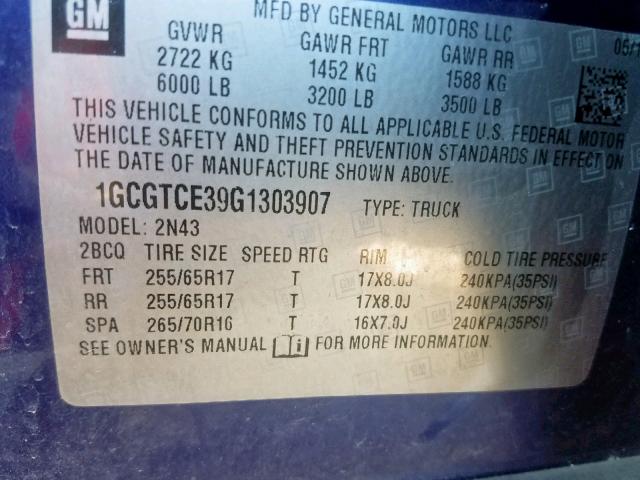 GM
MFD BY GENERAL MOTORS LLC
GVWR GAWR FRT GAWR RR
2722 KG 1452 KG 1588 KG
6000 LB 3200 LB 3500 LB
THIS VEHICLE CONFORMS TO ALL APPLICABLE U.S. FEDERAL MOTOR
VEHICLE SAFETY AND THEFT PREVENTION STANDARDS IN EFFECT ON
THE DATE OF MANUFACTURE SHOWN ABOVE.
1GCGTCE39G1303907 TYPE: TRUCK
MODEL: 2N43
2BCQ TIRE SIZE SPEED RTG RIM COLD TIRE PRESSURE
FRT 255/65R17 T 17X8.0J 240KPA(35PSI)
RR 255/65R17 T 17X8.0J 240KPA(35PSI)
SPA 265/70R16 T 16X7.0J 240KPA(35PSI)
SEE OWNER'S MANUAL FOR MORE INFORMATION.